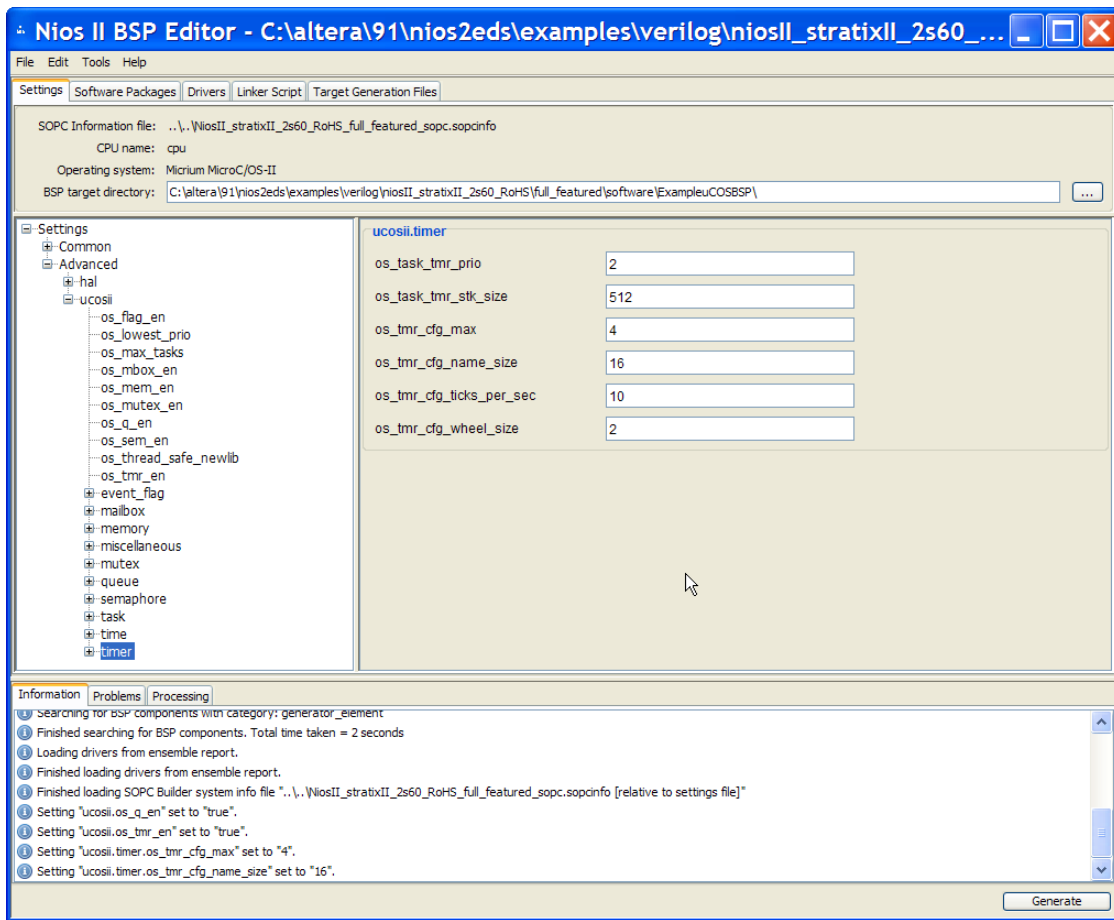 Nios II BSP Editor - C:\altera\91\nios2eds\examples\verilog\niosII_stratixII_2s60_...
File Edit Tools Help
Settings Software Packages Drivers Linker Script Target Generation Files
SOPC Information file: ..\..\NiosII_stratixII_2s60_RoHS_full_featured_sopc.sopcinfo
CPU name: cpu
Operating system: Micrium MicroC/OS-II
BSP target directory: C:\altera\91\nios2eds\examples\verilog\niosII_stratixII_2s60_RoHS\full_featured\software\ExampleuCOSBSP\ ...
Settings
Common
Advanced
hal
ucosii
os_flag_en
os_lowest_prio
os_max_tasks
os_mbox_en
os_mem_en
os_mutex_en
os_q_en
os_sem_en
os_thread_safe_newlib
os_tmr_en
event_flag
mailbox
memory
miscellaneous
mutex
queue
semaphore
task
time
timer
ucosii.timer
os_task_tmr_prio 2
os_task_tmr_stk_size 512
os_tmr_cfg_max 4
os_tmr_cfg_name_size 16
os_tmr_cfg_ticks_per_sec 10
os_tmr_cfg_wheel_size 2
Information Problems Processing
Searching for BSP components with category: generator_element
Finished searching for BSP components. Total time taken = 2 seconds
Loading drivers from ensemble report.
Finished loading drivers from ensemble report.
Finished loading SOPC Builder system info file "..\..\NiosII_stratixII_2s60_RoHS_full_featured_sopc.sopcinfo [relative to settings file]"
Setting "ucosii.os_q_en" set to "true".
Setting "ucosii.os_tmr_en" set to "true".
Setting "ucosii.timer.os_tmr_cfg_max" set to "4".
Setting "ucosii.timer.os_tmr_cfg_name_size" set to "16".
Generate